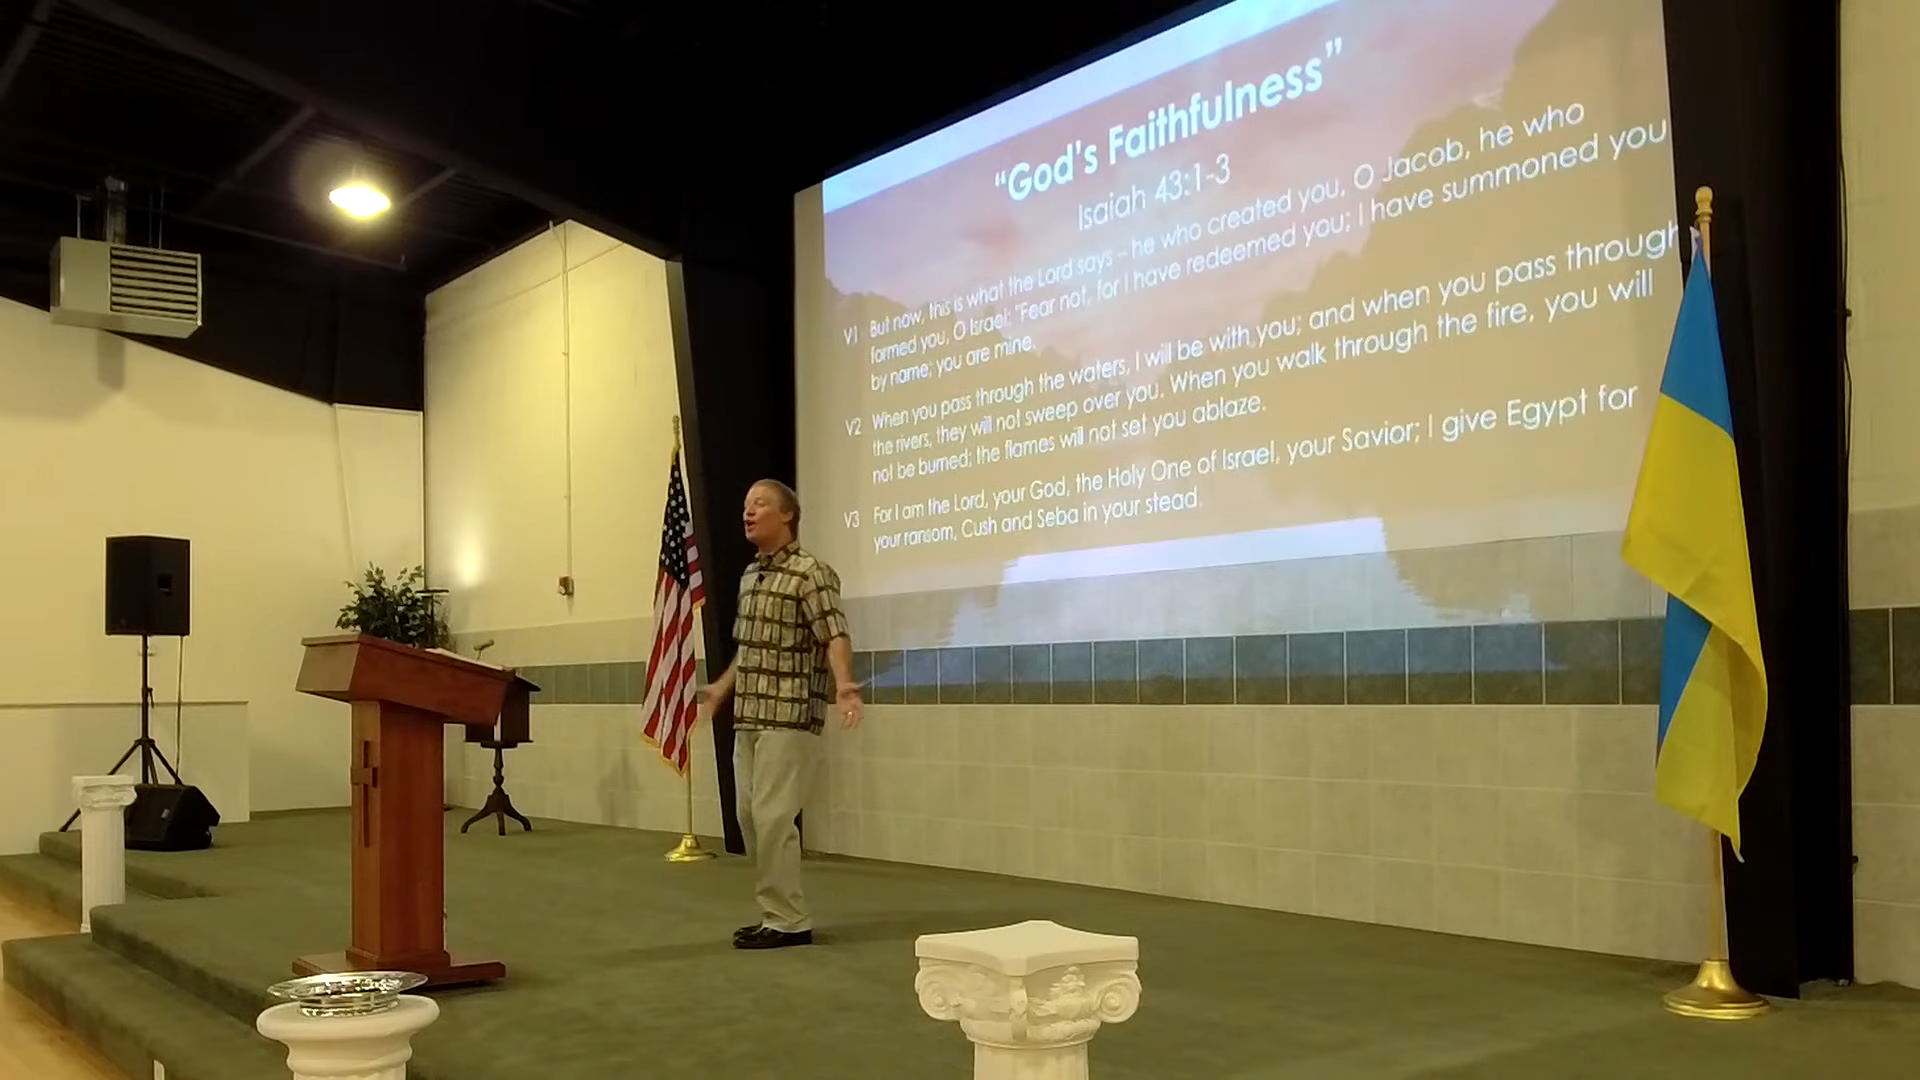 “God's Faithfulness”
Isaiah 43:1-3
V1 But now, this is what the Lord says – he who created you, O Jacob, he who
formed you, O Israel: "Fear not, for I have redeemed you; I have summoned you
by name; you are mine.
V2 When you pass through the waters, I will be with you; and when you pass through
the rivers, they will not sweep over you. When you walk through the fire, you will
not be burned; the flames will not set you ablaze.
V3 For I am the Lord, your God, the Holy One of Israel, your Savior; I give Egypt for
your ransom, Cush and Seba in your stead.